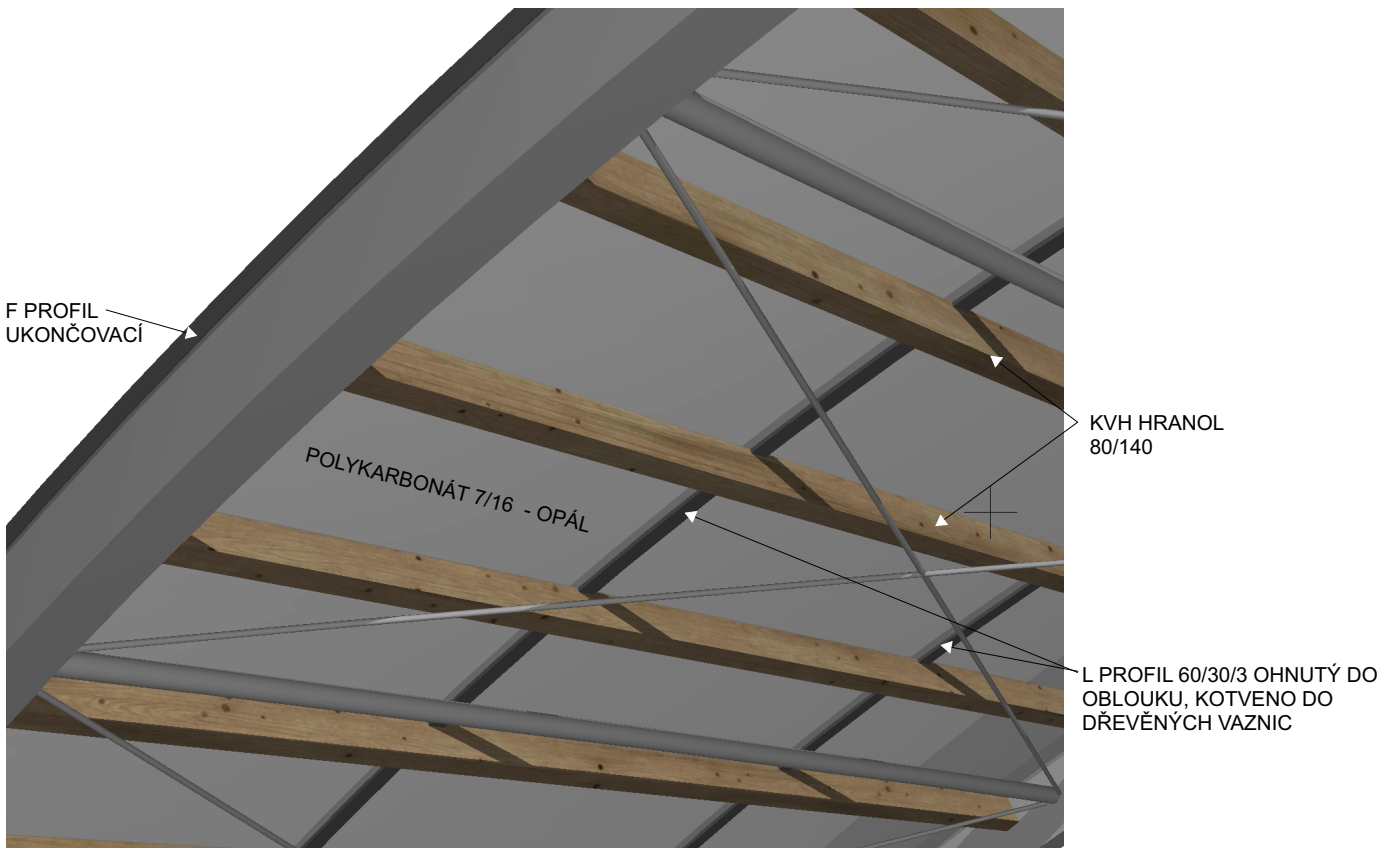 F PROFIL
UKONČOVACÍ
POLYKARBONÁT 7/16 - OPÁL
KVH HRANOL
80/140
L PROFIL 60/30/3 OHNUTÝ DO
OBLOUKU, KOTVENO DO
DŘEVĚNÝCH VAZNIC